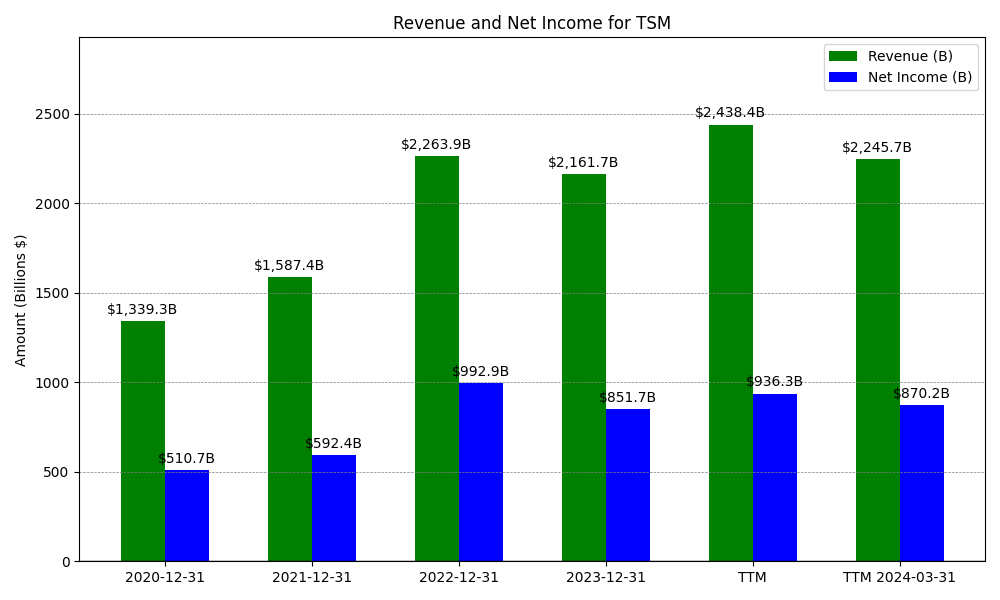 Revenue and Net Income for TSM
Revenue (B)
Net Income (B)
Amount (Billions $)
2500
2000
1500
1000
500
0
$1,339.3B
$510.7B
$1,587.4B
$592.4B
$2,263.9B
$992.9B
$2,161.7B
$851.7B
$2,438.4B
$936.3B
$2,245.7B
$870.2B
2020-12-31
2021-12-31
2022-12-31
2023-12-31
TTM
TTM 2024-03-31